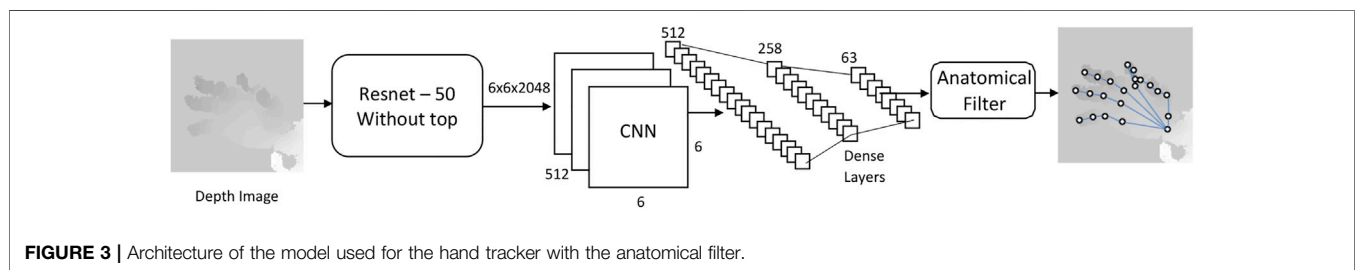 512
258
63
Resnet – 50
Without top
6x6x2048
CNN
6
512
6
Dense
Layers
Anatomical
Filter
Depth Image
FIGURE 3 | Architecture of the model used for the hand tracker with the anatomical filter.